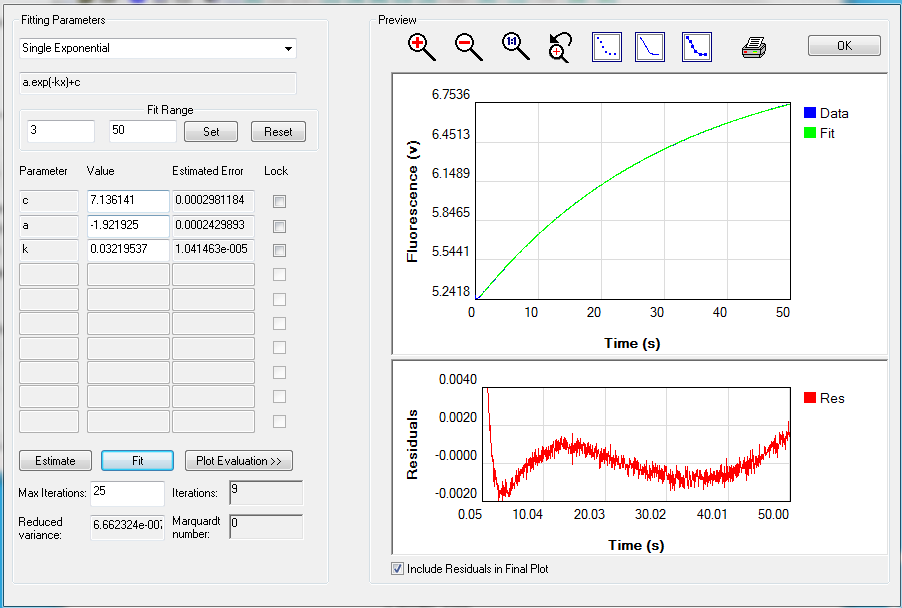 Fitting Parameters
Single Exponential
a.exp(-kx)+c
Fit Range
3 50 Set Reset
Parameter Value Estimated Error Lock
c 7.136141 0.0002981184
a -1.921925 0.0002429893
k 0.03219537 1.041463e-005
Estimate Fit Plot Evaluation >>
Max Iterations: 25 Iterations: 9
Reduced variance: 6.662324e-007 Marquardt number: 0
Preview
1:1
OK
6.7536
6.4513
6.1489
5.8465
5.5441
5.2418
Fluorescence (v)
0 10 20 30 40 50
Time (s)
Data
Fit
0.0040
0.0020
-0.0000
-0.0020
Residuals
0.05 10.04 20.03 30.02 40.01 50.00
Time (s)
Res
Include Residuals in Final Plot